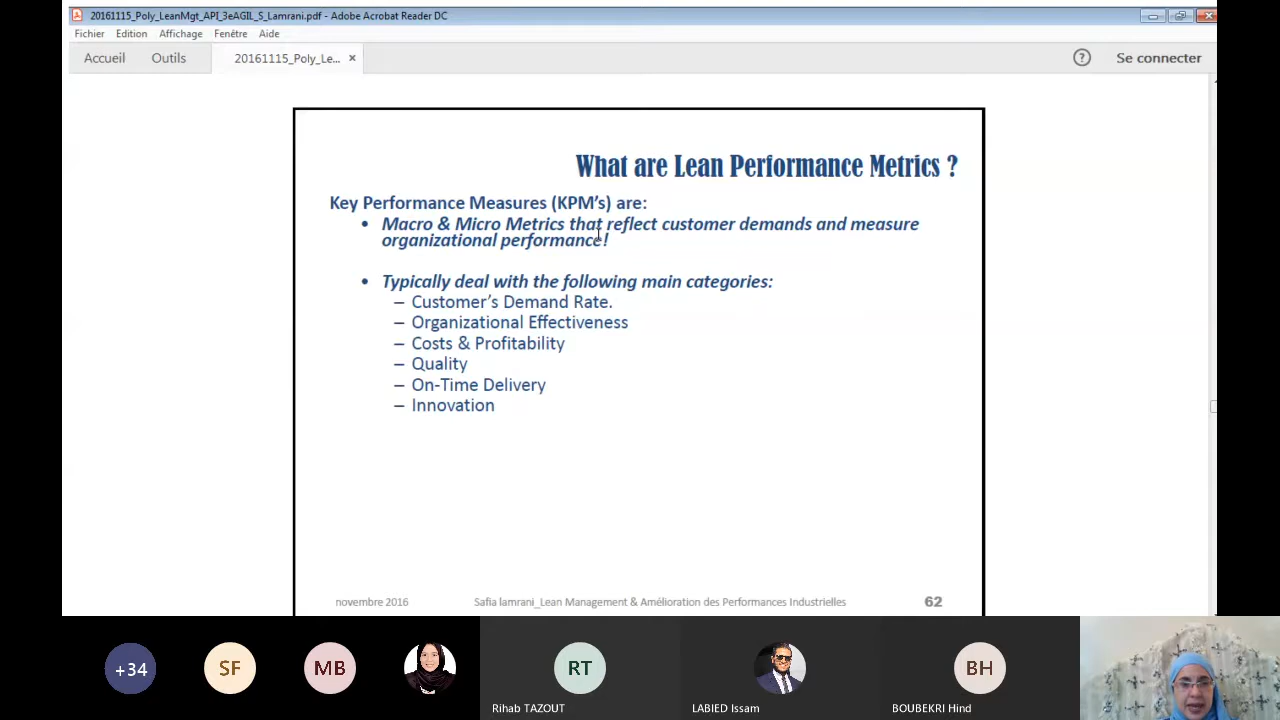 20161115_Poly_LeanMgt_API_3eAGIL_S_Lamrani.pdf - Adobe Acrobat Reader DC
Fichier Edition Affichage Fenêtre Aide
Accueil Outils 20161115_Poly_Le... × ? Se connecter
What are Lean Performance Metrics ?
Key Performance Measures (KPM's) are:
• Macro & Micro Metrics that reflect customer demands and measure
organizational performance!
• Typically deal with the following main categories:
– Customer's Demand Rate.
– Organizational Effectiveness
– Costs & Profitability
– Quality
– On-Time Delivery
– Innovation
novembre 2016 Safia lamrani_Lean Management & Amélioration des Performances Industrielles 62
+34 SF MB RT BH
Rihab TAZOUT LABIED Issam BOUBEKRI Hind